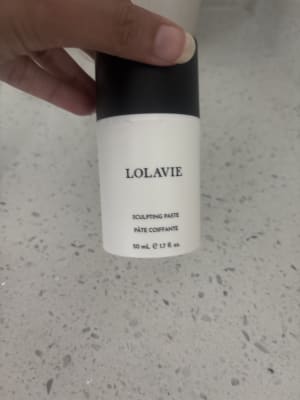 LOLAVIE
SCULPTING PASTE
PÂTE COIFFANTE
50 mL ℮ 1.7 fl oz.